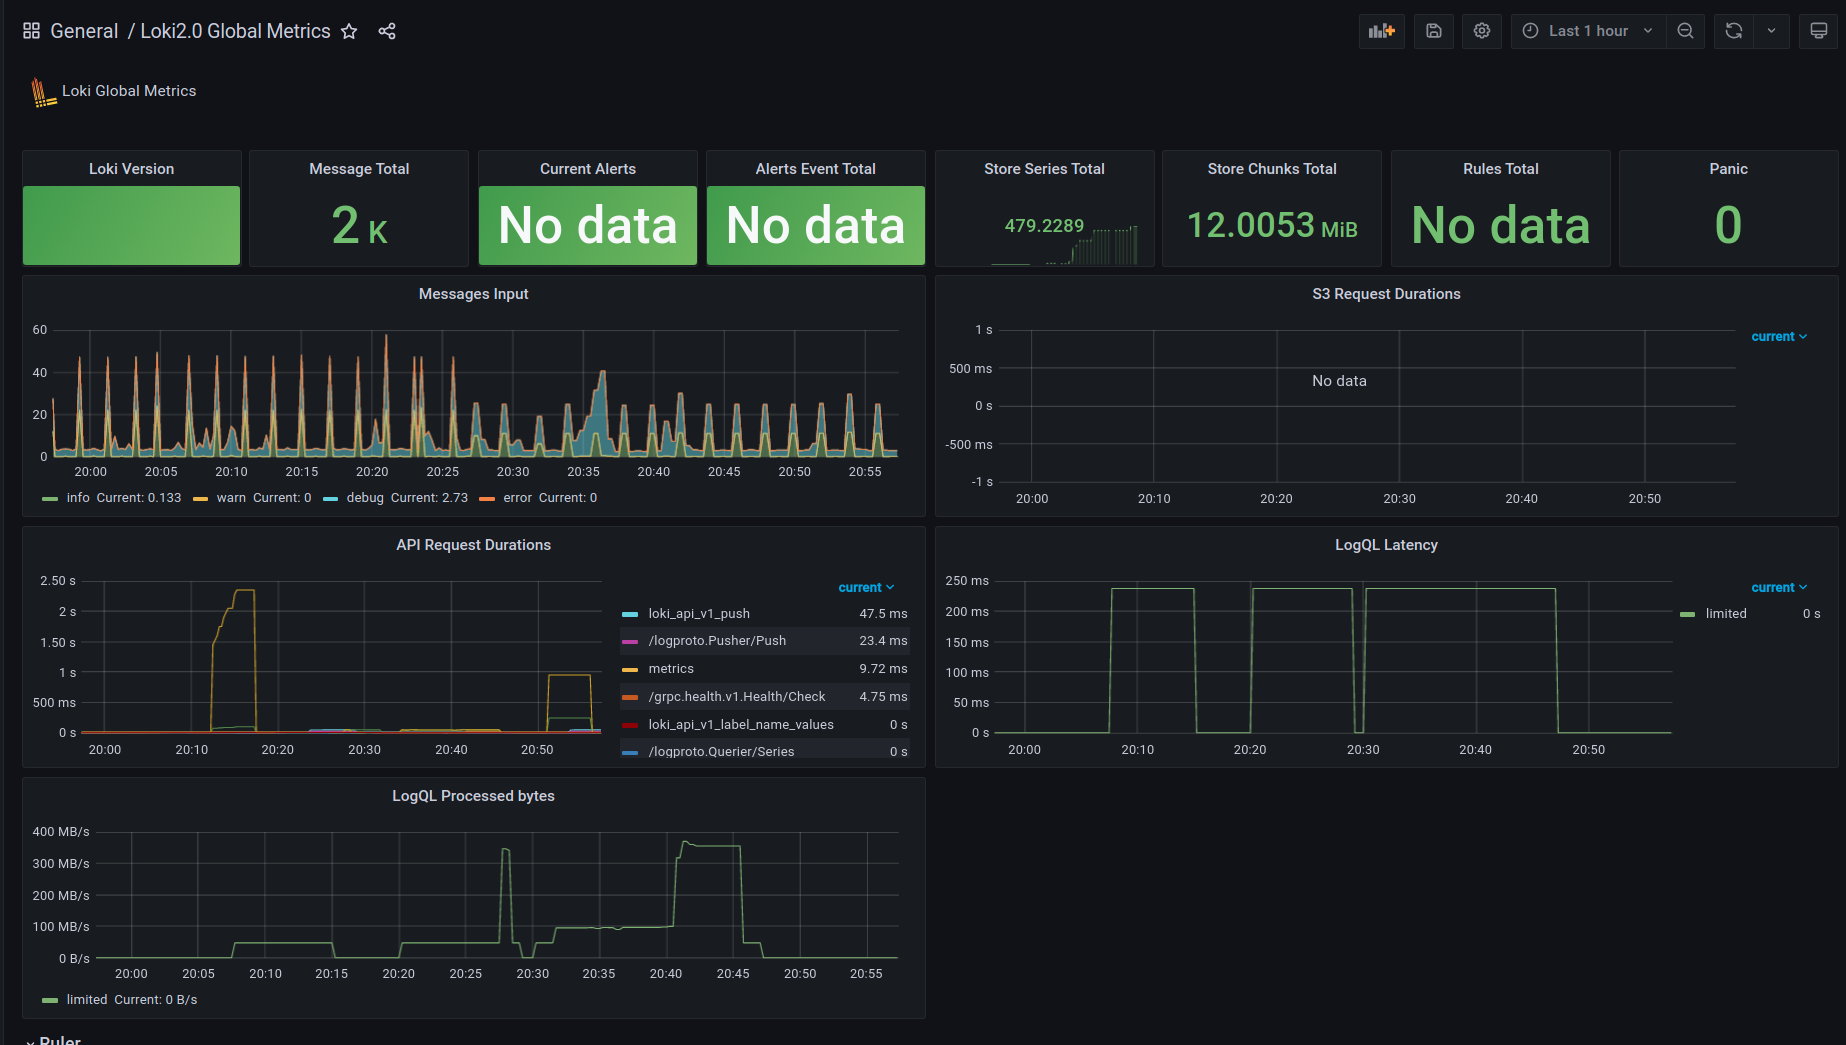 General / Loki2.0 Global Metrics
Last 1 hour
Loki Global Metrics
Loki Version
Message Total
2 K
Current Alerts
No data
Alerts Event Total
No data
Store Series Total
479.2289
Store Chunks Total
12.0053 MiB
Rules Total
No data
Panic
0
Messages Input
60
40
20
0
20:00 20:05 20:10 20:15 20:20 20:25 20:30 20:35 20:40 20:45 20:50 20:55
info Current: 0.133 warn Current: 0 debug Current: 2.73 error Current: 0
S3 Request Durations
1 s
500 ms
0 s
-500 ms
-1 s
No data
20:00 20:10 20:20 20:30 20:40 20:50
current
API Request Durations
2.50 s
2 s
1.50 s
1 s
500 ms
0 s
20:00 20:10 20:20 20:30 20:40 20:50
current
loki_api_v1_push 47.5 ms
/logproto.Pusher/Push 23.4 ms
metrics 9.72 ms
/grpc.health.v1.Health/Check 4.75 ms
loki_api_v1_label_name_values 0 s
/logproto.Querier/Series 0 s
LogQL Latency
250 ms
200 ms
150 ms
100 ms
50 ms
0 s
20:00 20:10 20:20 20:30 20:40 20:50
current
limited 0 s
LogQL Processed bytes
400 MB/s
300 MB/s
200 MB/s
100 MB/s
0 B/s
20:00 20:05 20:10 20:15 20:20 20:25 20:30 20:35 20:40 20:45 20:50 20:55
limited Current: 0 B/s
Ruler